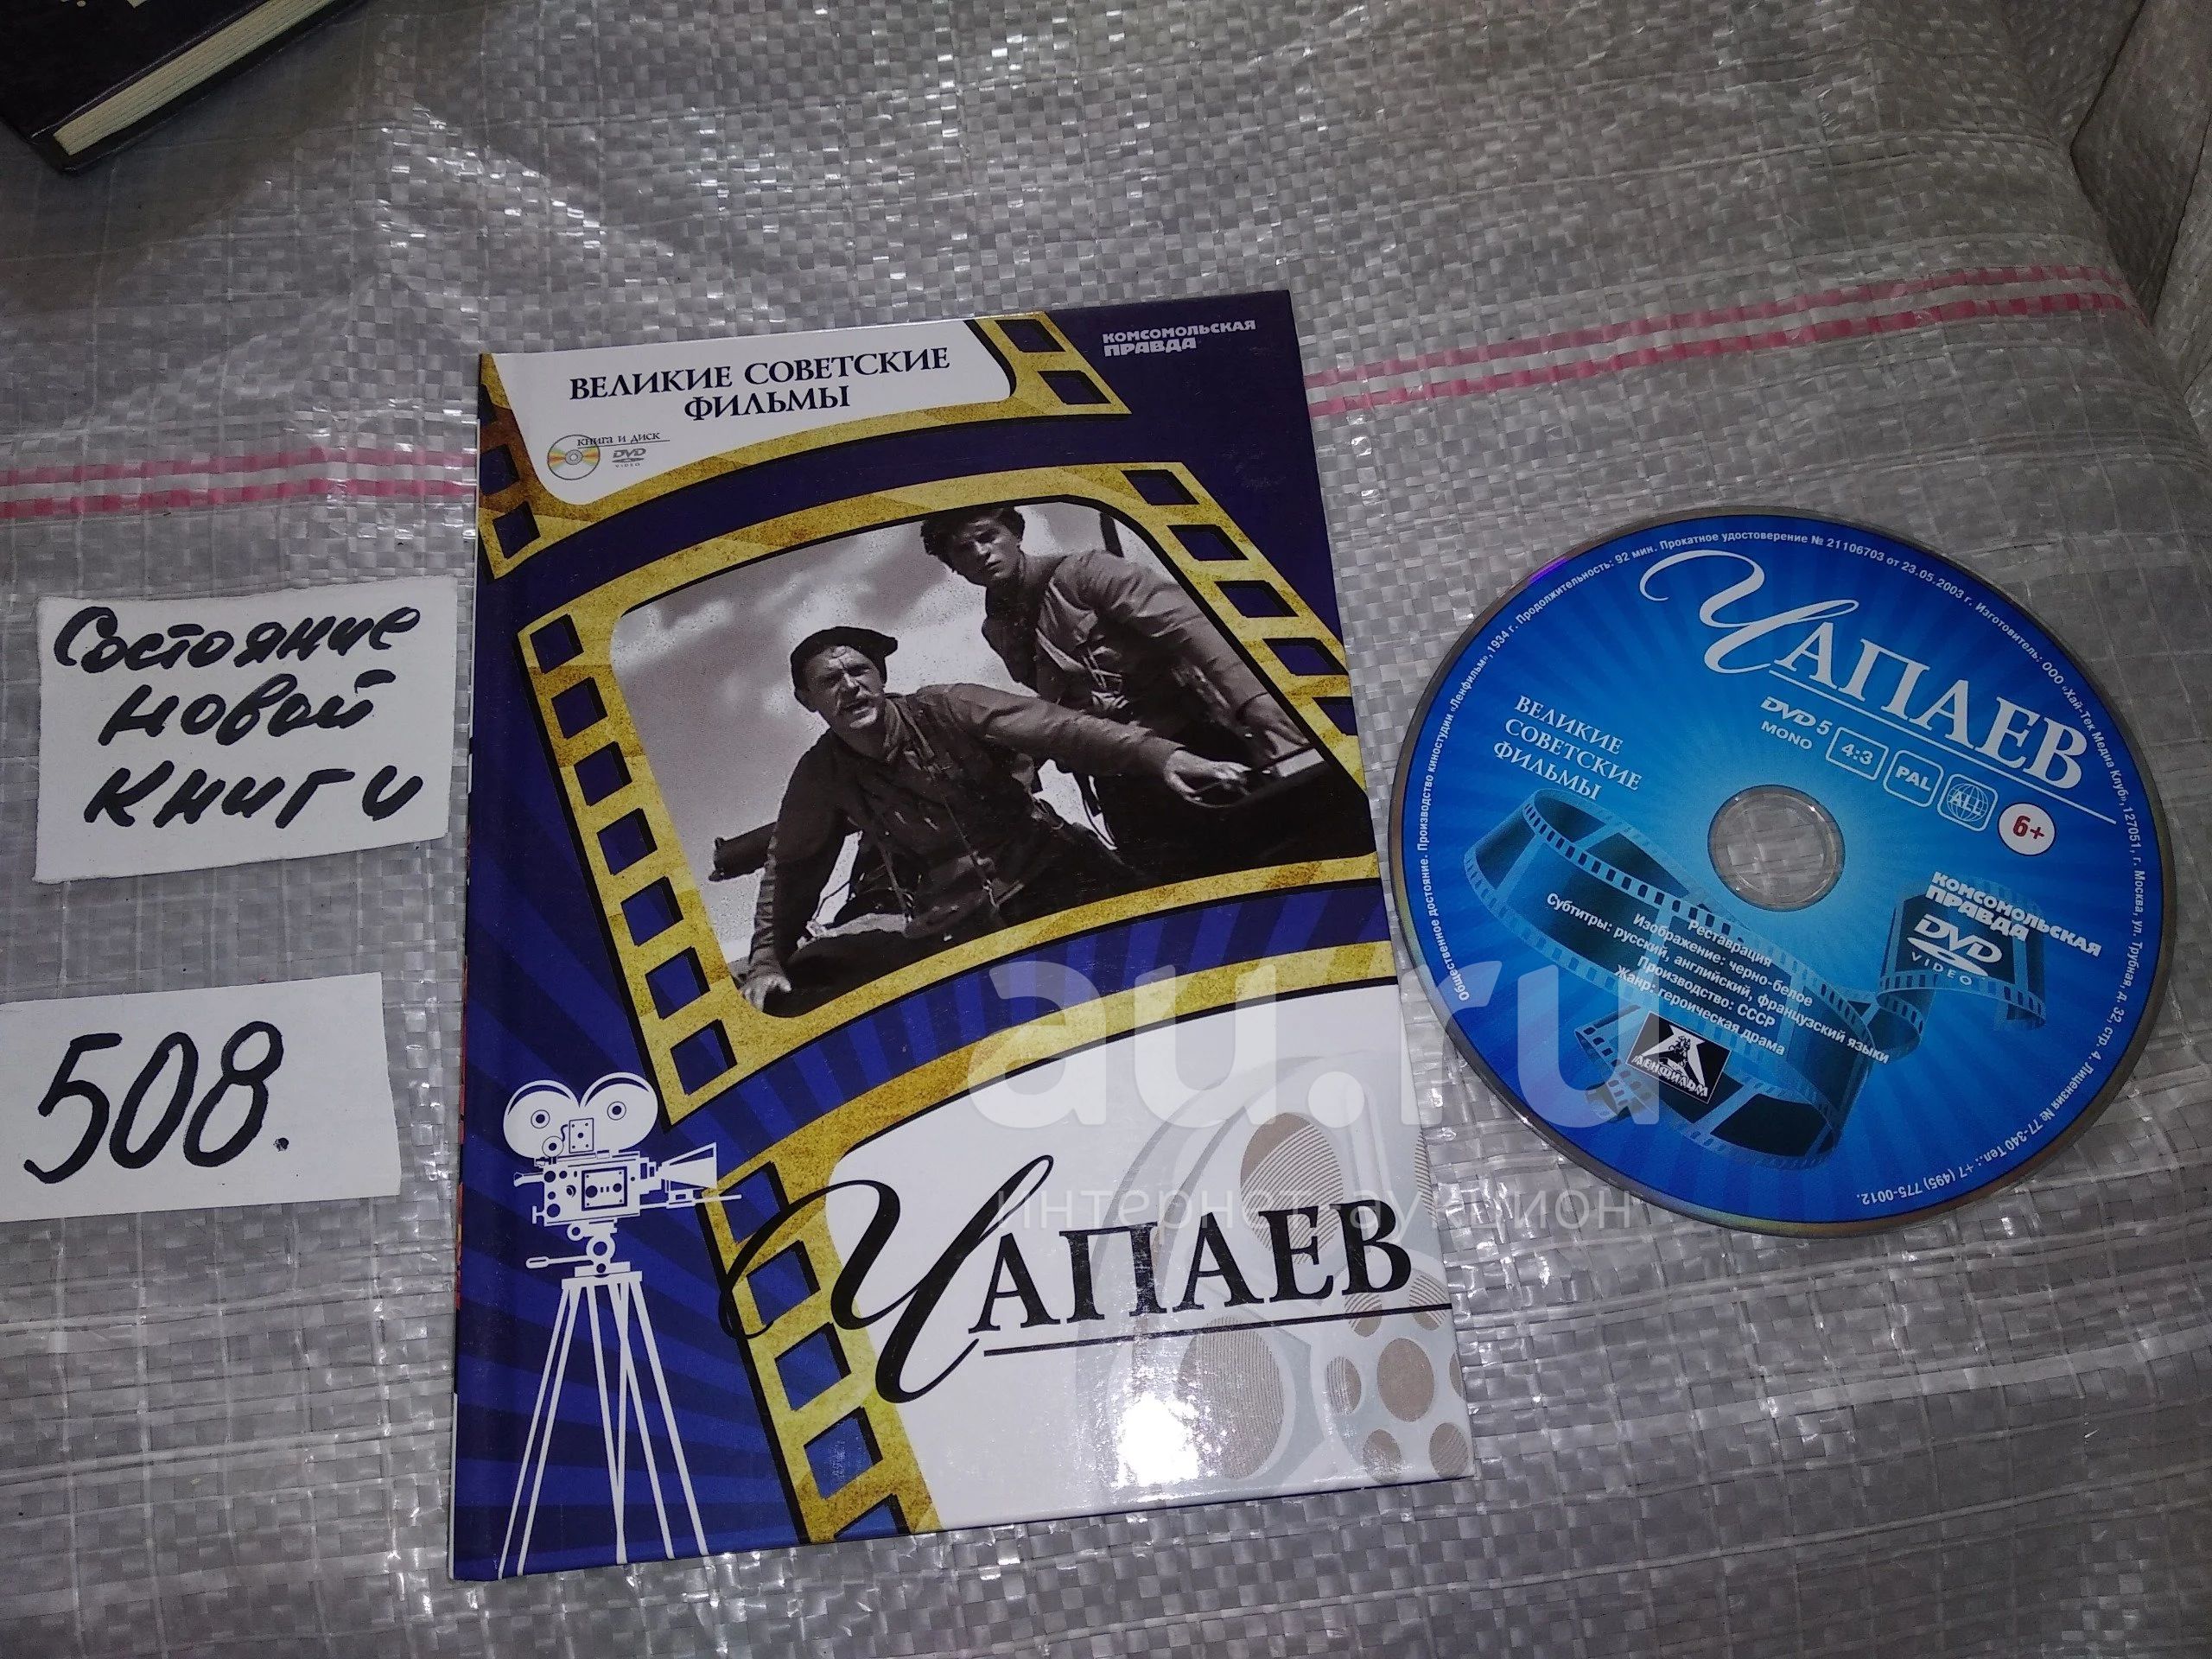 ВЕЛИКИЕ СОВЕТСКИЕ
ФИЛЬМЫ
КНИГА И ДИСК
DVD
VIDEO
КОМСОМОЛЬСКАЯ
ПРАВДА
ЧАПАЕВ
Состояние
новой
книги
508.
Общественное достояние. Производство киностудии «Ленфильм», 1934 г. Продолжительность: 92 мин. Прокатное удостоверение № 21106703 от 23.05.2003 г. Изготовитель: ООО «Хай-Тек Медиа Клуб», 127051, г. Москва, ул. Трубная, д. 32, стр. 4. Лицензия № 77-340 Тел.: +7 (495) 775-0012.
ЧАПАЕВ
ВЕЛИКИЕ
СОВЕТСКИЕ
ФИЛЬМЫ
DVD 5
MONO
4:3
PAL
ALL
6+
КОМСОМОЛЬСКАЯ
ПРАВДА
DVD
VIDEO
Реставрация
Изображение: черно-белое
Субтитры: русский, английский, французский языки
Производство: СССР
Жанр: героическая драма
ЛЕНФИЛЬМ
au.ru
интернет-аукцион